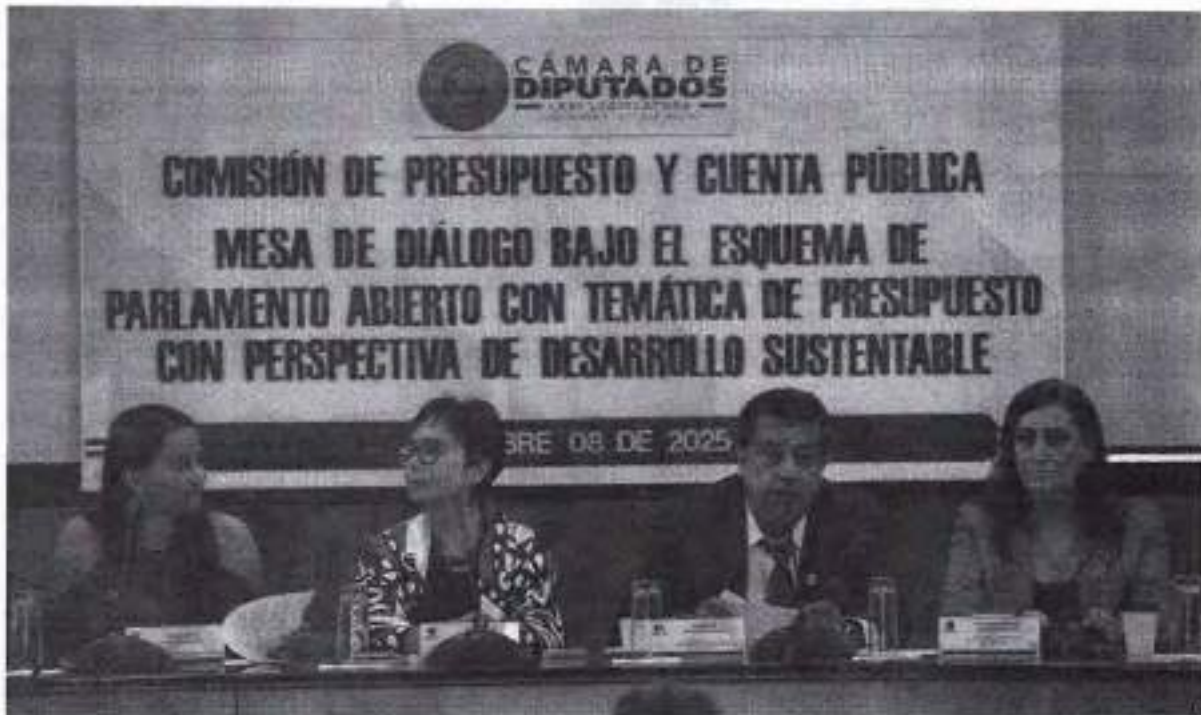 CÁMARA DE
DIPUTADOS
LEGISLATURA
COMISIÓN DE PRESUPUESTO Y CUENTA PÚBLICA
MESA DE DIÁLOGO BAJO EL ESQUEMA DE
PARLAMENTO ABIERTO CON TEMÁTICA DE PRESUPUESTO
CON PERSPECTIVA DE DESARROLLO SUSTENTABLE
BRE 08 DE 2025